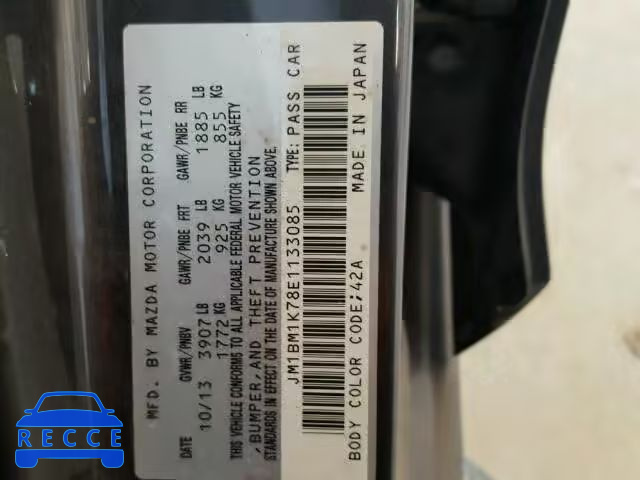 MFD. BY MAZDA MOTOR CORPORATION
DATE GVWR/PNBV GAWR/PNBE FRT GAWR/PNBE RR
10/13 3907 LB 2039 LB 1885 LB
1772 KG 925 KG 855 KG
THIS VEHICLE CONFORMS TO ALL APPLICABLE FEDERAL MOTOR VEHICLE SAFETY
,BUMPER,AND THEFT PREVENTION
STANDARDS IN EFFECT ON THE DATE OF MANUFACTURE SHOWN ABOVE.
JM1BM1K78E1133085 TYPE: PASS CAR
BODY COLOR CODE;42A MADE IN JAPAN
RECCE